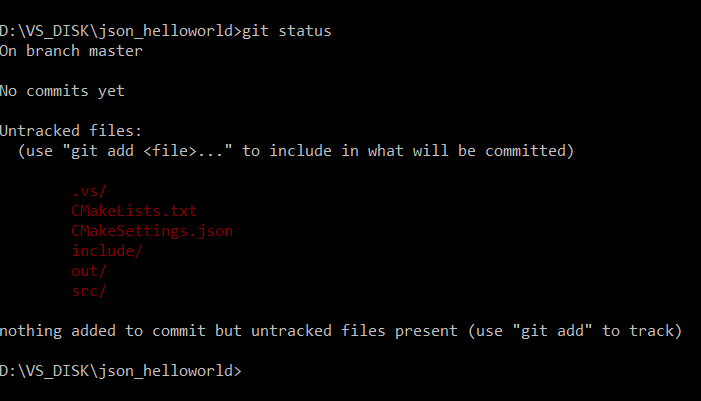 D:\VS_DISK\json_helloworld>git status
On branch master
No commits yet
Untracked files:
(use "git add <file>..." to include in what will be committed)
.vs/
CMakeLists.txt
CMakeSettings.json
include/
out/
src/
nothing added to commit but untracked files present (use "git add" to track)
D:\VS_DISK\json_helloworld>